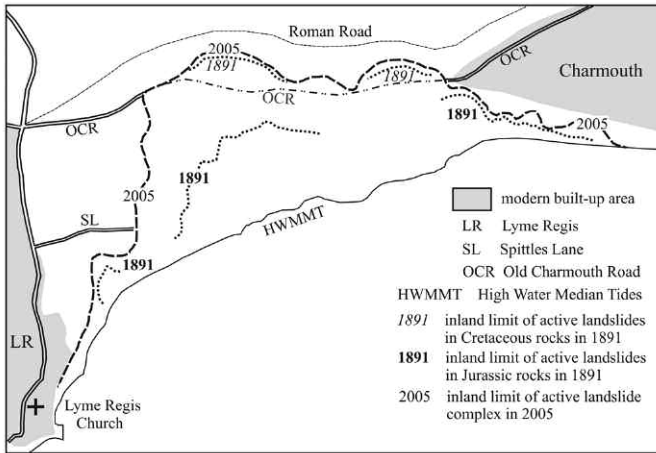 Roman Road
2005
1891
1891
OCR
OCR
Charmouth
OCR
1891
2005
2005
1891
SL
HWMMT
1891
LR
Lyme Regis
Church
modern built-up area
LR Lyme Regis
SL Spittles Lane
OCR Old Charmouth Road
HWMMT High Water Median Tides
1891 inland limit of active landslides
in Cretaceous rocks in 1891
1891 inland limit of active landslides
in Jurassic rocks in 1891
2005 inland limit of active landslide
complex in 2005